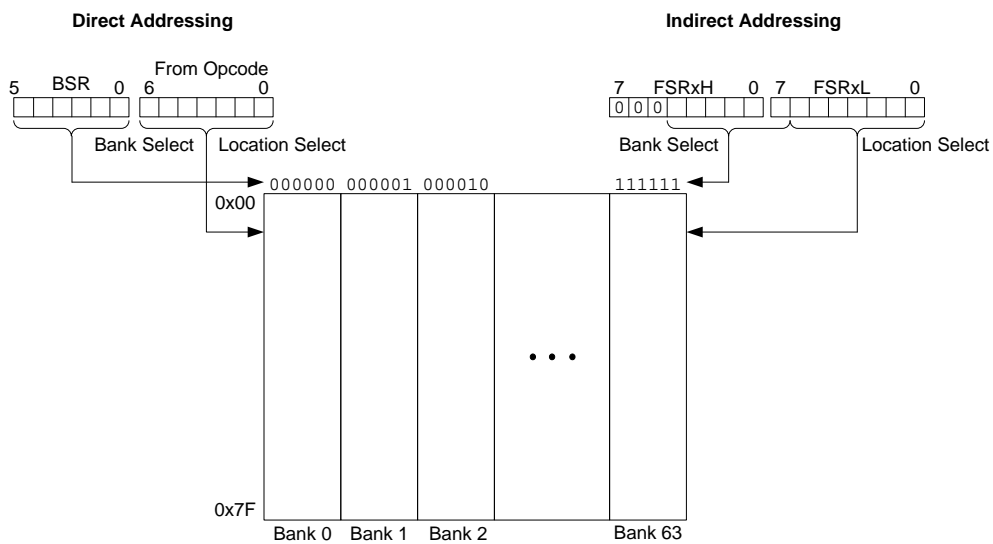 Direct Addressing
Indirect Addressing
5 BSR 0
6 From Opcode 0
7 FSRxH 0
7 FSRxL 0
0 0 0
Bank Select
Location Select
Bank Select
Location Select
000000 000001 000010 111111
0x00
• • •
0x7F
Bank 0 Bank 1 Bank 2 Bank 63